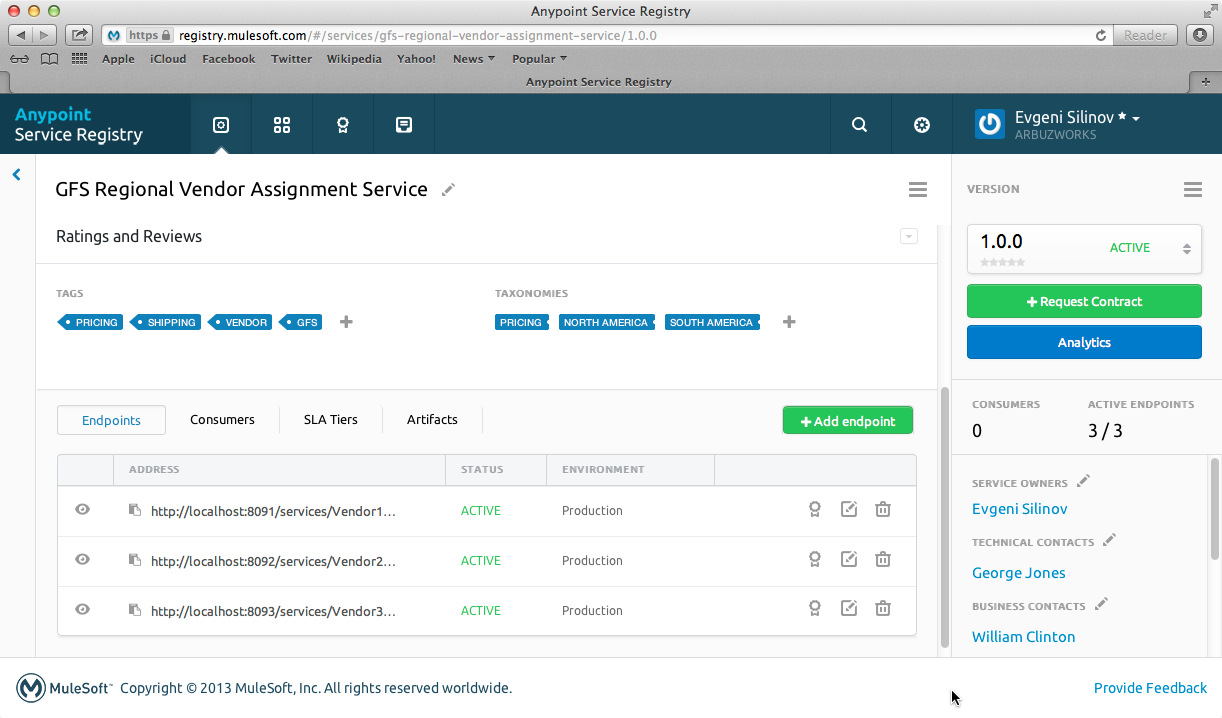 Anypoint Service Registry
https registry.mulesoft.com/#/services/gfs-regional-vendor-assignment-service/1.0.0 Reader
Apple iCloud Facebook Twitter Wikipedia Yahoo! News Popular
Anypoint Service Registry
Anypoint
Service Registry
Evgeni Silinov
ARBUZWORKS
GFS Regional Vendor Assignment Service
Ratings and Reviews
TAGS
PRICING SHIPPING VENDOR GFS
TAXONOMIES
PRICING NORTH AMERICA SOUTH AMERICA
Endpoints Consumers SLA Tiers Artifacts
Add endpoint
ADDRESS STATUS ENVIRONMENT
http://localhost:8091/services/Vendor1... ACTIVE Production
http://localhost:8092/services/Vendor2... ACTIVE Production
http://localhost:8093/services/Vendor3... ACTIVE Production
VERSION
1.0.0 ACTIVE
Request Contract
Analytics
CONSUMERS ACTIVE ENDPOINTS
0 3 / 3
SERVICE OWNERS
Evgeni Silinov
TECHNICAL CONTACTS
George Jones
BUSINESS CONTACTS
William Clinton
MuleSoft™ Copyright © 2013 MuleSoft, Inc. All rights reserved worldwide.
Provide Feedback